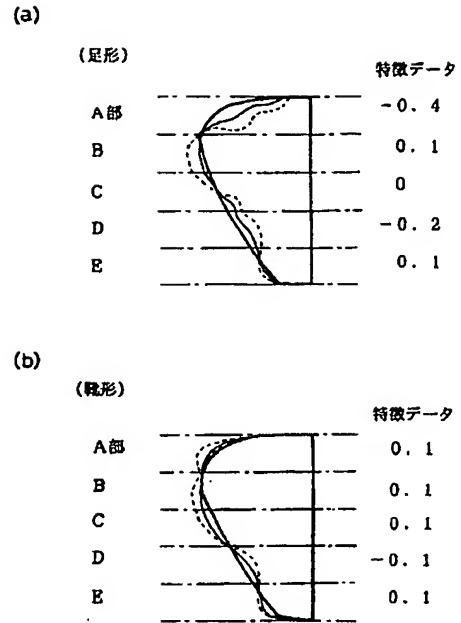 (a)
(足形)
特徴データ
A部 －0．4
B 0．1
C 0
D －0．2
E 0．1
(b)
(靴形)
特徴データ
A部 0．1
B 0．1
C 0．1
D －0．1
E 0．1